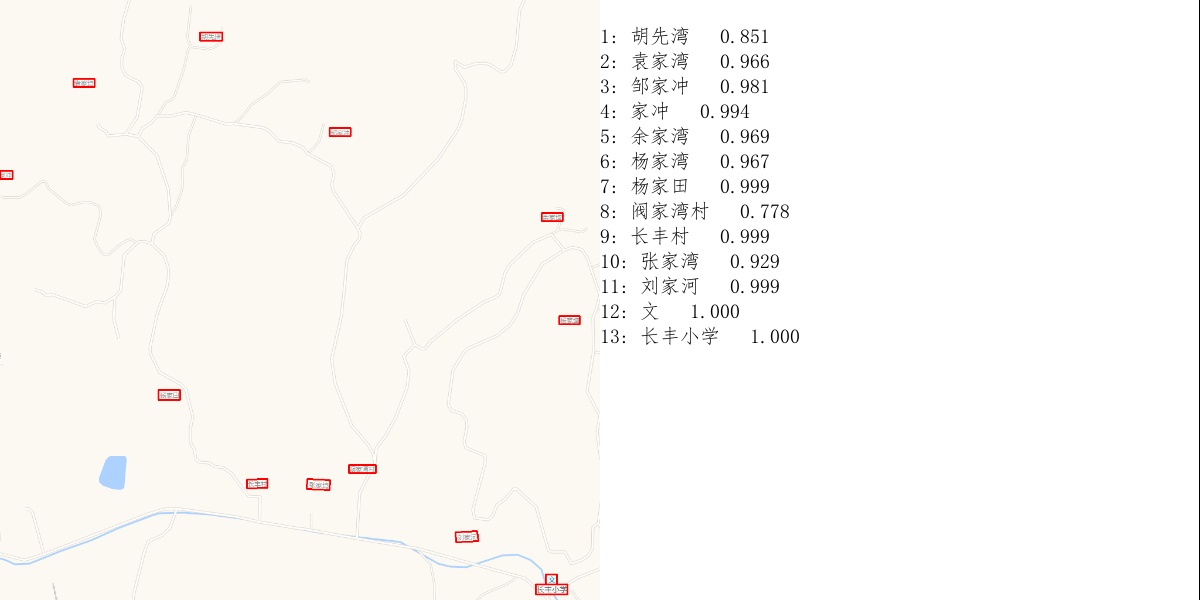 1: 胡先湾 0.851
2: 袁家湾 0.966
3: 邹家冲 0.981
4: 家冲 0.994
5: 余家湾 0.969
6: 杨家湾 0.967
7: 杨家田 0.999
8: 阀家湾村 0.778
9: 长丰村 0.999
10: 张家湾 0.929
11: 刘家河 0.999
12: 文 1.000
13: 长丰小学 1.000
文
长丰小学